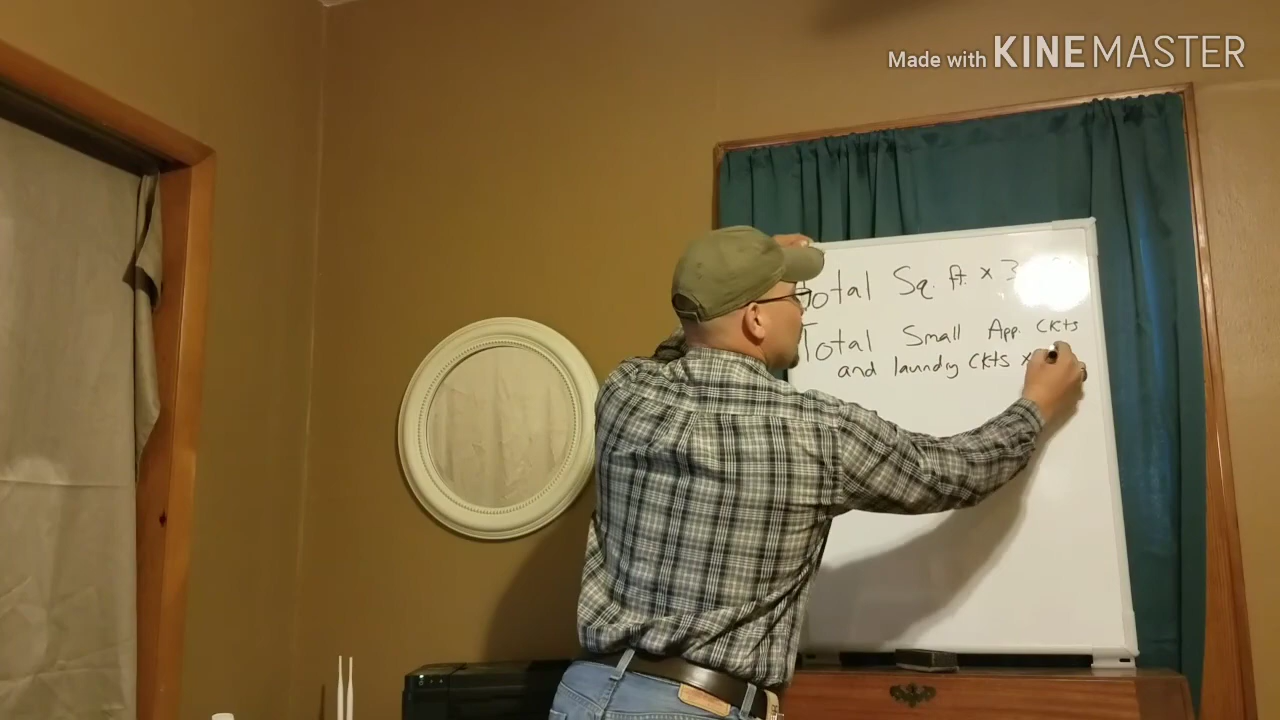 Made with KINEMASTER
Total Sq. ft. x 3
Total Small App. CKts
and laundry CKts x